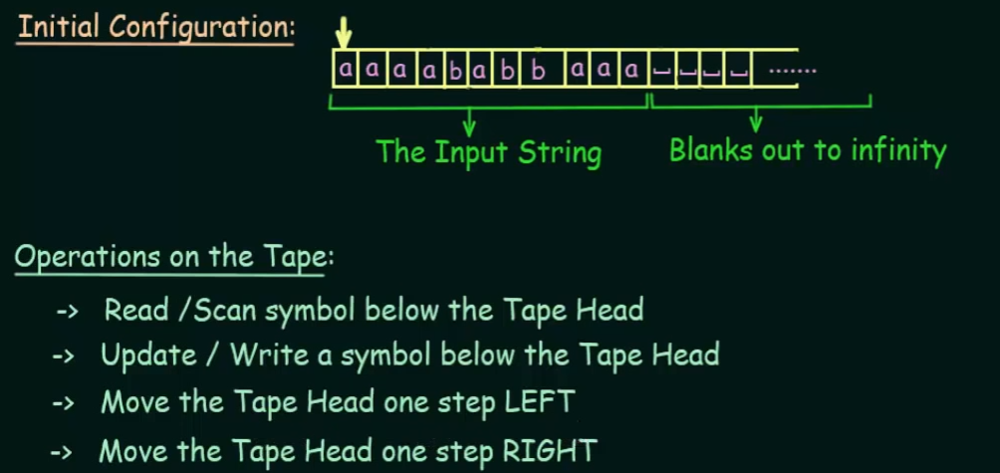 Initial Configuration:
a a a a b a b b a a a ⎵ ⎵ ⎵ ⎵ .......
The Input String Blanks out to infinity
Operations on the Tape:
-> Read /Scan symbol below the Tape Head
-> Update / Write a symbol below the Tape Head
-> Move the Tape Head one step LEFT
-> Move the Tape Head one step RIGHT